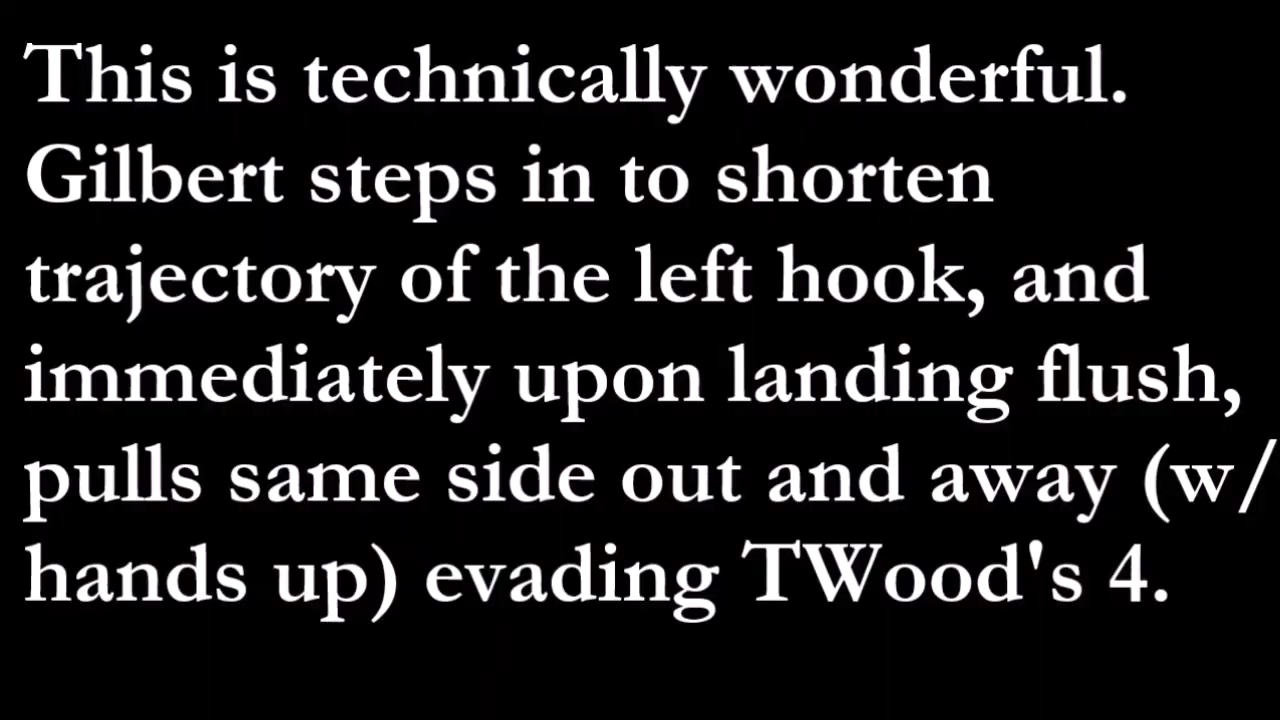 This is technically wonderful.
Gilbert steps in to shorten
trajectory of the left hook, and
immediately upon landing flush,
pulls same side out and away (w/
hands up) evading TWood's 4.